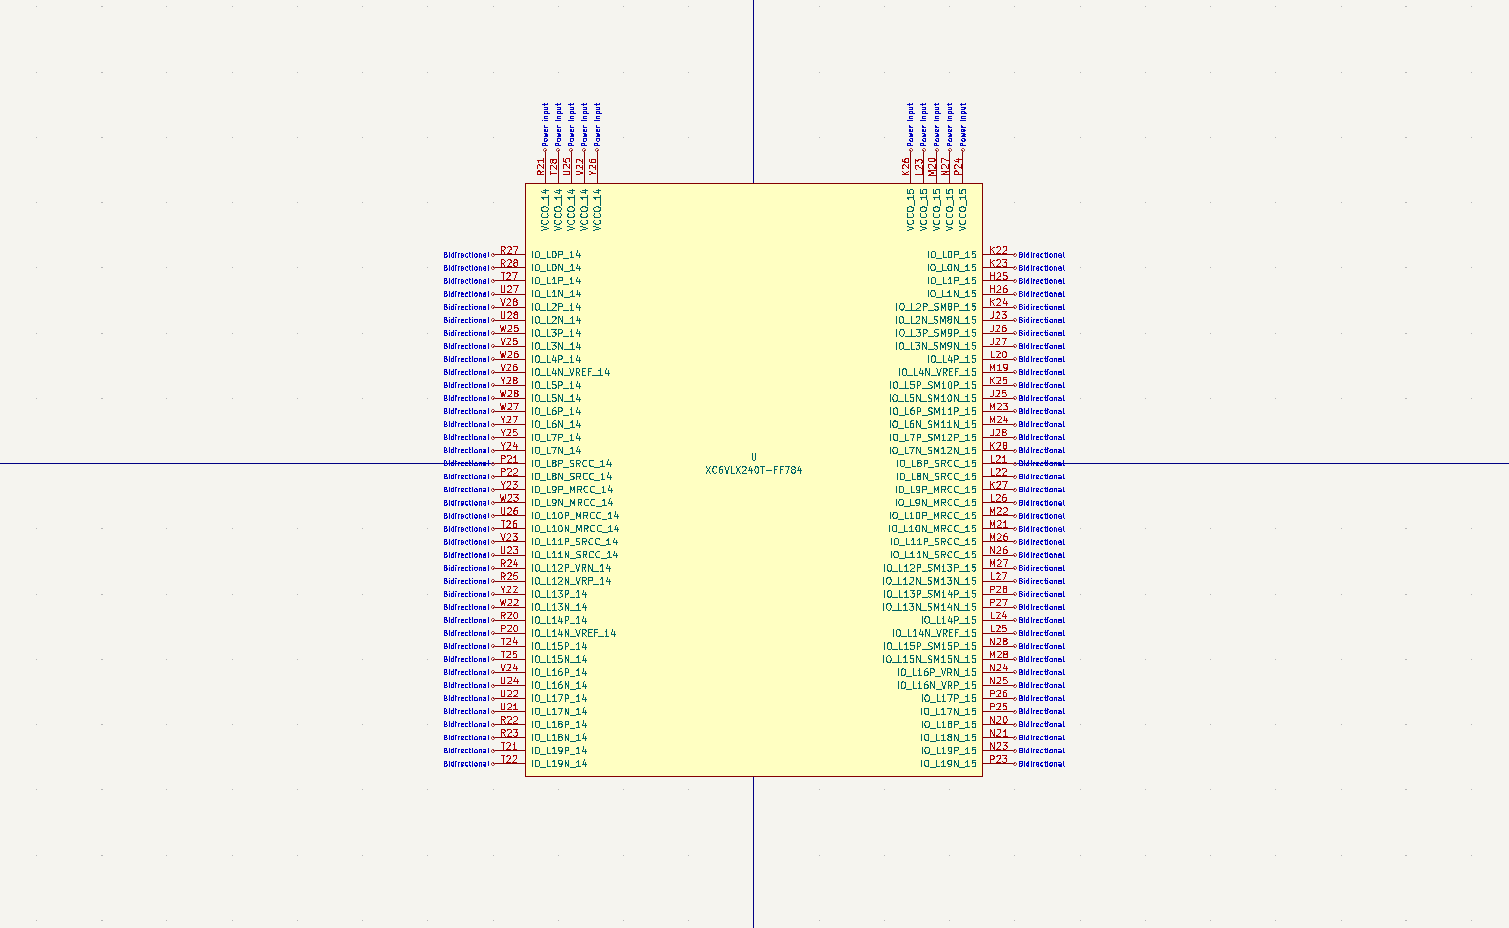 Power Input Power Input Power Input Power Input Power Input Power Input Power Input Power Input Power Input Power Input
R21 T28 U25 V22 Y26 K26 L23 M20 N27 P24
VCCO_14 VCCO_14 VCCO_14 VCCO_14 VCCO_14 VCCO_15 VCCO_15 VCCO_15 VCCO_15 VCCO_15
Bidirectional R27 IO_L0P_14 IO_L0P_15 K22 Bidirectional
Bidirectional R28 IO_L0N_14 IO_L0N_15 K23 Bidirectional
Bidirectional T27 IO_L1P_14 IO_L1P_15 H25 Bidirectional
Bidirectional U27 IO_L1N_14 IO_L1N_15 H26 Bidirectional
Bidirectional V28 IO_L2P_14 IO_L2P_SM8P_15 K24 Bidirectional
Bidirectional U28 IO_L2N_14 IO_L2N_SM8N_15 J23 Bidirectional
Bidirectional W25 IO_L3P_14 IO_L3P_SM9P_15 J26 Bidirectional
Bidirectional V25 IO_L3N_14 IO_L3N_SM9N_15 J27 Bidirectional
Bidirectional W26 IO_L4P_14 IO_L4P_15 L20 Bidirectional
Bidirectional V26 IO_L4N_VREF_14 IO_L4N_VREF_15 M19 Bidirectional
Bidirectional Y28 IO_L5P_14 IO_L5P_SM10P_15 K25 Bidirectional
Bidirectional W28 IO_L5N_14 IO_L5N_SM10N_15 J25 Bidirectional
Bidirectional W27 IO_L6P_14 IO_L6P_SM11P_15 M23 Bidirectional
Bidirectional Y27 IO_L6N_14 IO_L6N_SM11N_15 M24 Bidirectional
Bidirectional Y25 IO_L7P_14 IO_L7P_SM12P_15 J28 Bidirectional
Bidirectional Y24 IO_L7N_14 IO_L7N_SM12N_15 K28 Bidirectional
U
Bidirectional P21 IO_L8P_SRCC_14 IO_L8P_SRCC_15 L21 Bidirectional
XC6VLX240T-FF784
Bidirectional P22 IO_L8N_SRCC_14 IO_L8N_SRCC_15 L22 Bidirectional
Bidirectional Y23 IO_L9P_MRCC_14 IO_L9P_MRCC_15 K27 Bidirectional
Bidirectional W23 IO_L9N_MRCC_14 IO_L9N_MRCC_15 L26 Bidirectional
Bidirectional U26 IO_L10P_MRCC_14 IO_L10P_MRCC_15 M22 Bidirectional
Bidirectional T26 IO_L10N_MRCC_14 IO_L10N_MRCC_15 M21 Bidirectional
Bidirectional V23 IO_L11P_SRCC_14 IO_L11P_SRCC_15 M26 Bidirectional
Bidirectional U23 IO_L11N_SRCC_14 IO_L11N_SRCC_15 N26 Bidirectional
Bidirectional R24 IO_L12P_VRN_14 IO_L12P_SM13P_15 M27 Bidirectional
Bidirectional R25 IO_L12N_VRP_14 IO_L12N_SM13N_15 L27 Bidirectional
Bidirectional Y22 IO_L13P_14 IO_L13P_SM14P_15 P28 Bidirectional
Bidirectional W22 IO_L13N_14 IO_L13N_SM14N_15 P27 Bidirectional
Bidirectional R20 IO_L14P_14 IO_L14P_15 L24 Bidirectional
Bidirectional P20 IO_L14N_VREF_14 IO_L14N_VREF_15 L25 Bidirectional
Bidirectional T24 IO_L15P_14 IO_L15P_SM15P_15 N28 Bidirectional
Bidirectional T25 IO_L15N_14 IO_L15N_SM15N_15 M28 Bidirectional
Bidirectional V24 IO_L16P_14 IO_L16P_VRN_15 N24 Bidirectional
Bidirectional U24 IO_L16N_14 IO_L16N_VRP_15 N25 Bidirectional
Bidirectional U22 IO_L17P_14 IO_L17P_15 P26 Bidirectional
Bidirectional U21 IO_L17N_14 IO_L17N_15 P25 Bidirectional
Bidirectional R22 IO_L18P_14 IO_L18P_15 N20 Bidirectional
Bidirectional R23 IO_L18N_14 IO_L18N_15 N21 Bidirectional
Bidirectional T21 IO_L19P_14 IO_L19P_15 N23 Bidirectional
Bidirectional T22 IO_L19N_14 IO_L19N_15 P23 Bidirectional